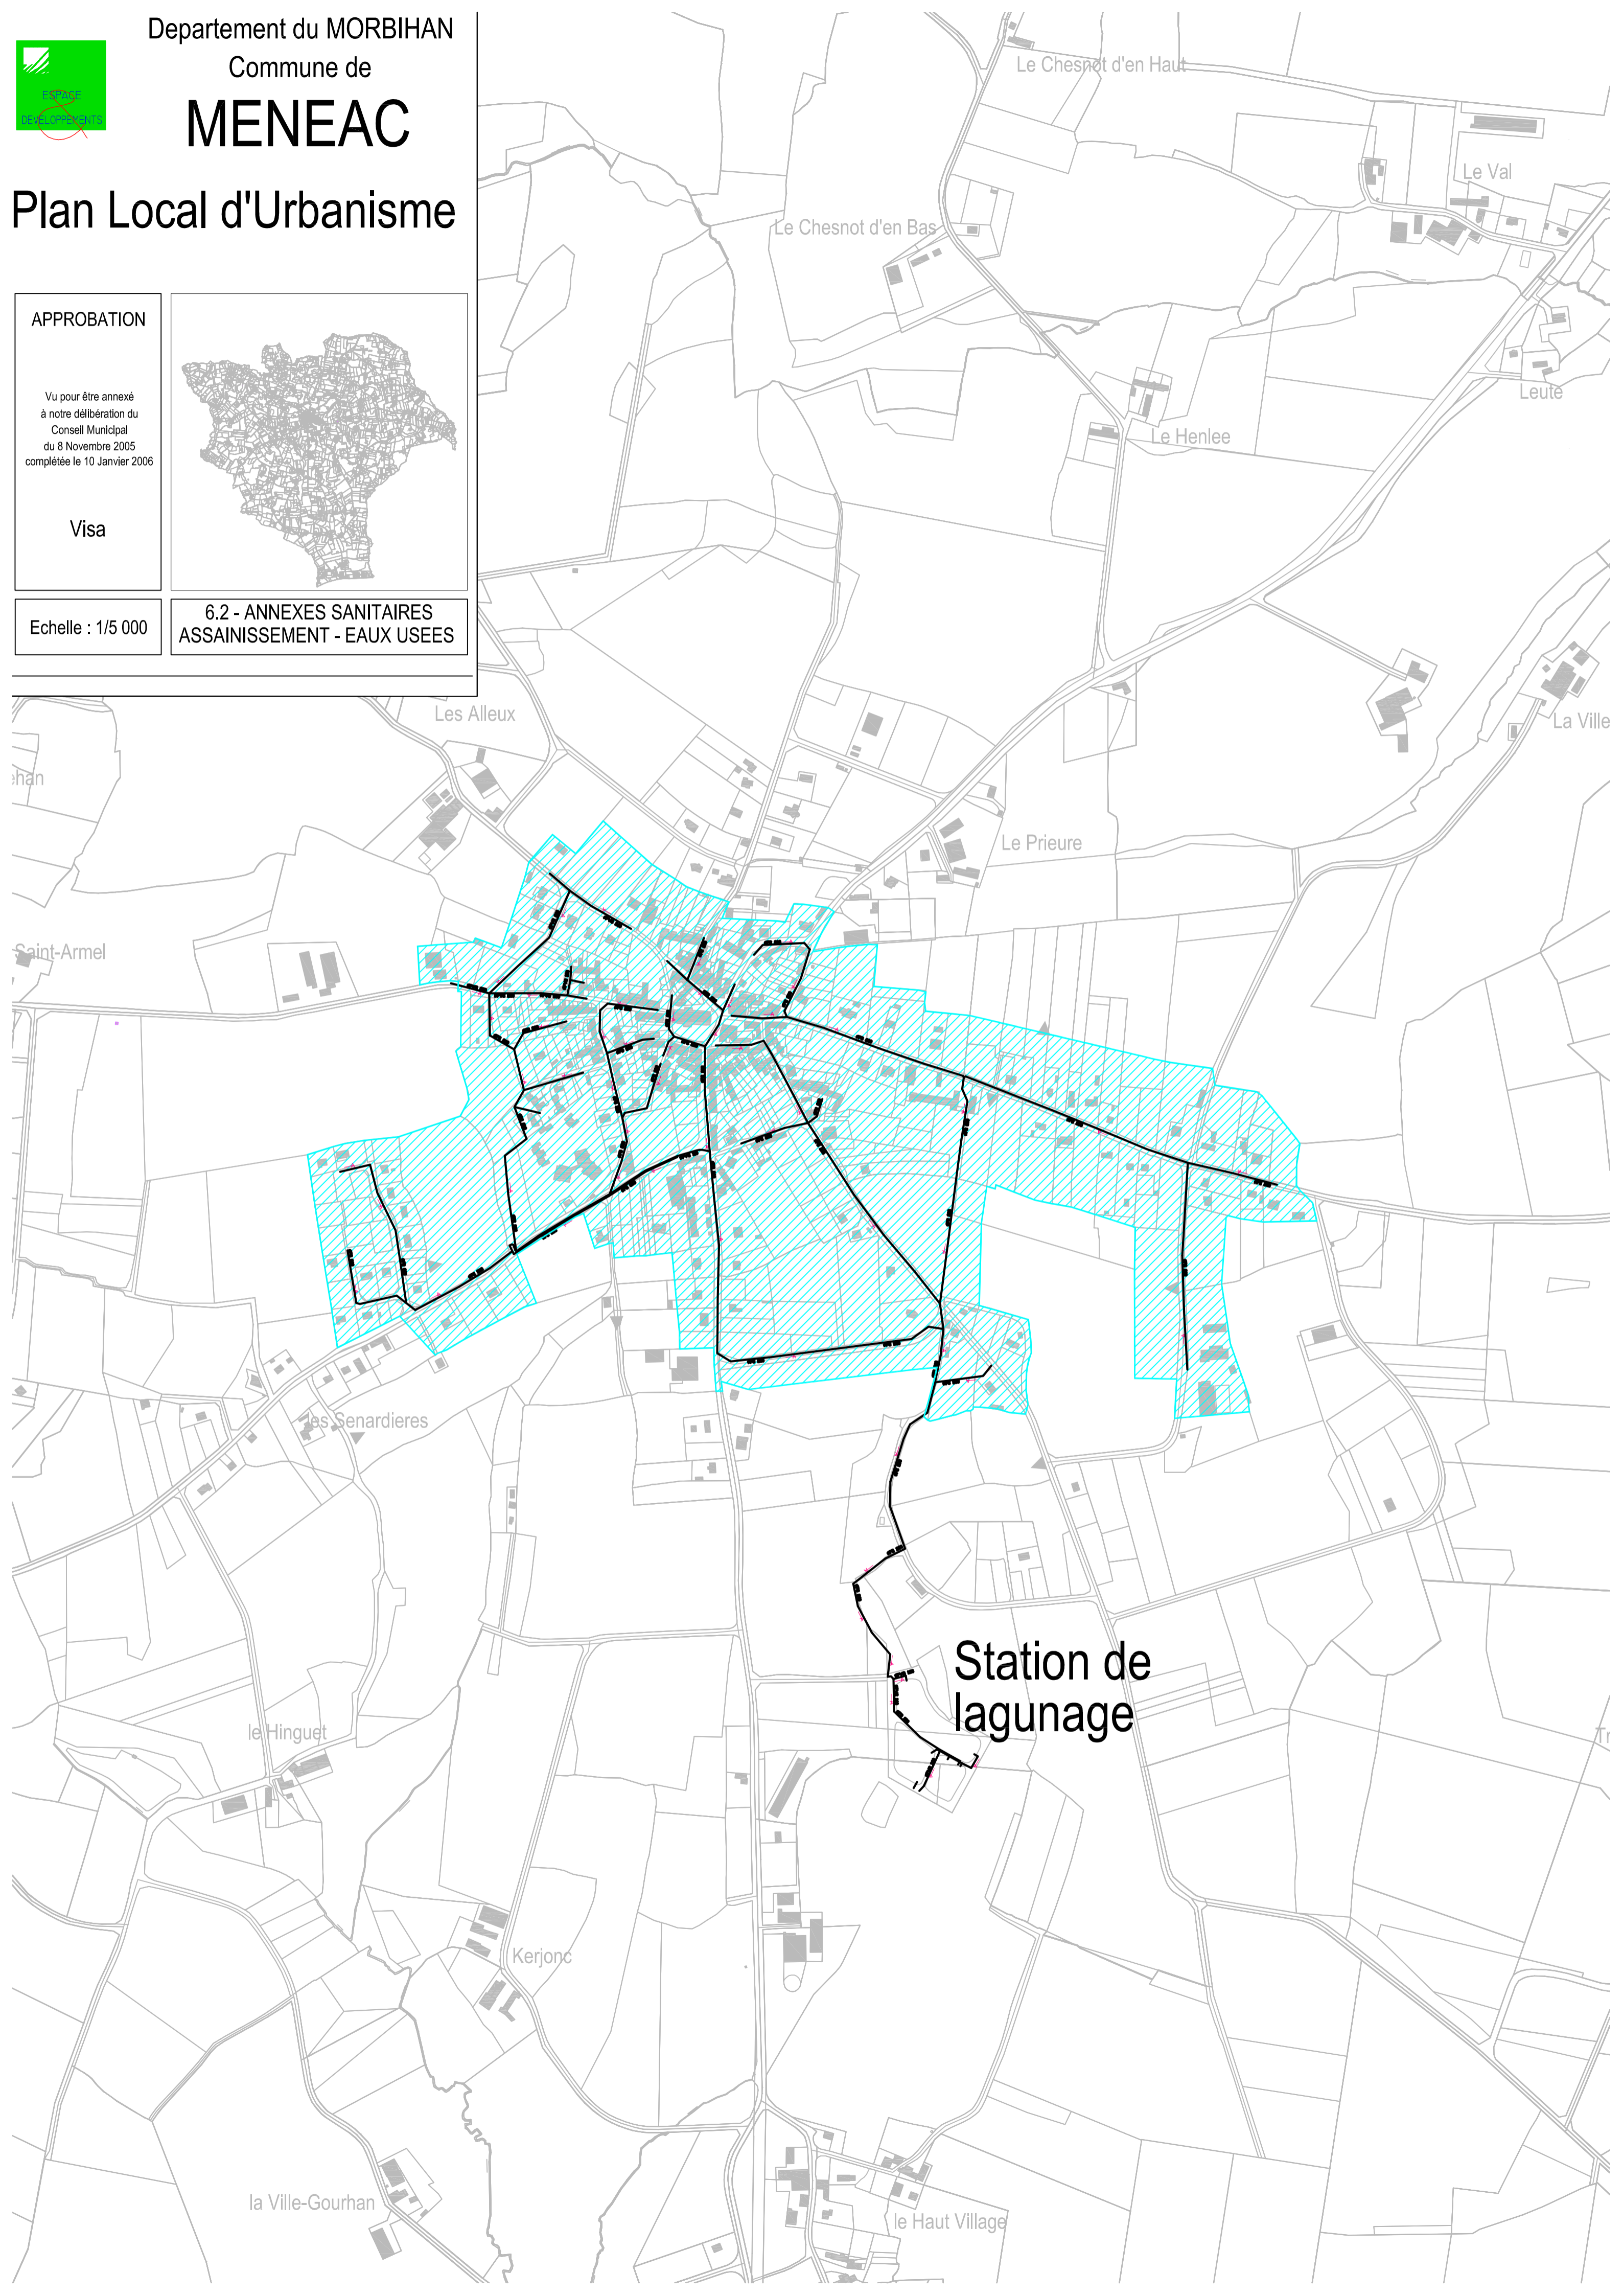 Departement du MORBIHAN
Commune de
MENEAC
ESPACE
&
DEVELOPPEMENTS
Plan Local d'Urbanisme
APPROBATION
Vu pour être annexé
à notre délibération du
Conseil Municipal
du 8 Novembre 2005
complétée le 10 Janvier 2006
Visa
Echelle : 1/5 000
6.2 - ANNEXES SANITAIRES
ASSAINISSEMENT - EAUX USEES
Le Chesnot d'en Haut
Le Val
Le Chesnot d'en Bas
Leute
Le Henlee
Les Alleux
La Ville
Le Prieure
Saint-Armel
les Senardieres
Station de
lagunage
le Hinguet
Kerjonc
la Ville-Gourhan
le Haut Village